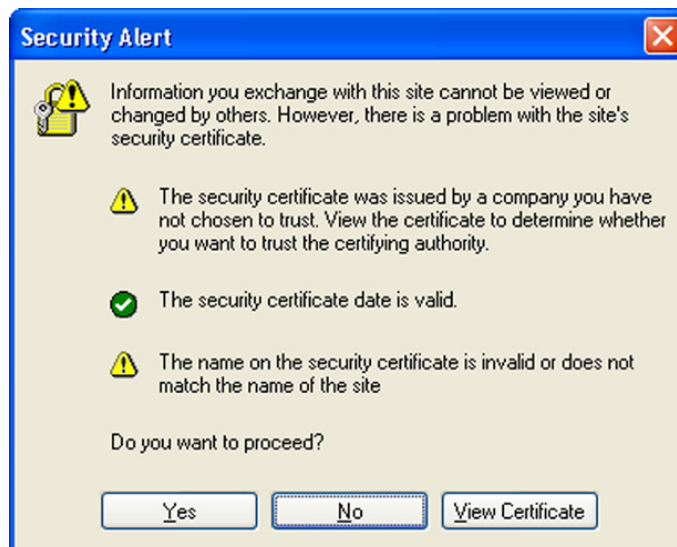 Security Alert
Information you exchange with this site cannot be viewed or
changed by others. However, there is a problem with the site's
security certificate.
The security certificate was issued by a company you have
not chosen to trust. View the certificate to determine whether
you want to trust the certifying authority.
The security certificate date is valid.
The name on the security certificate is invalid or does not
match the name of the site
Do you want to proceed?
Yes No View Certificate